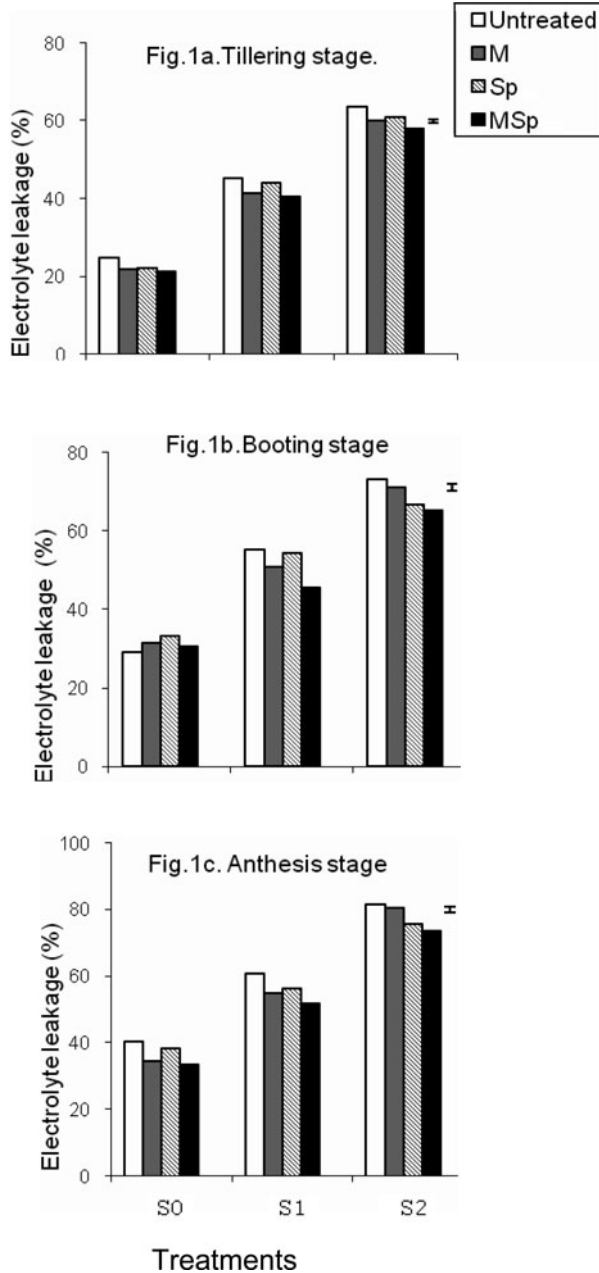 Untreated
M
Sp
MSp
Fig.1a.Tillering stage.
Electrolyte leakage (%)
80
60
40
20
0
Fig.1b.Booting stage
Electrolyte leakage (%)
80
60
40
20
0
Fig.1c. Anthesis stage
Electrolyte leakage (%)
100
80
60
40
20
0
S0 S1 S2
Treatments